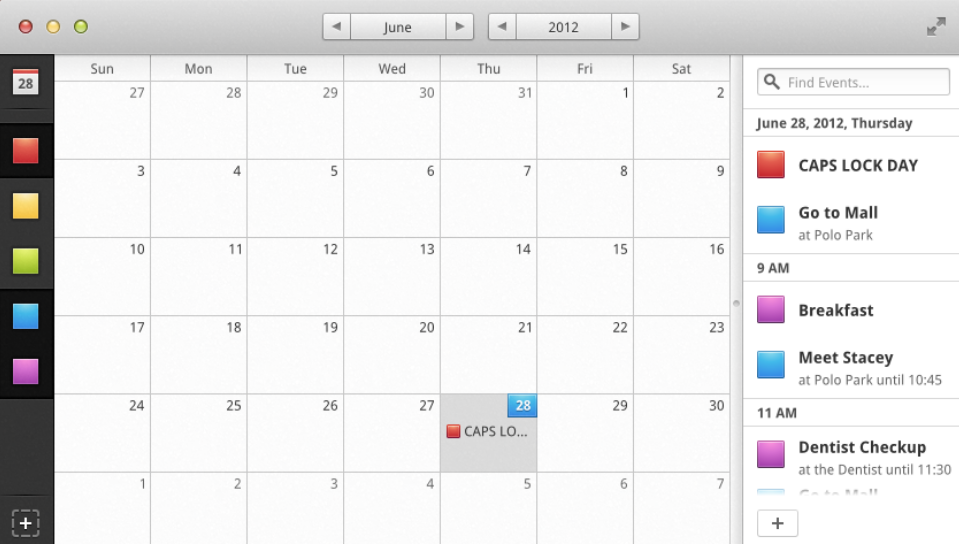 June 2012
28
Sun Mon Tue Wed Thu Fri Sat
27 28 29 30 31 1 2
3 4 5 6 7 8 9
10 11 12 13 14 15 16
17 18 19 20 21 22 23
24 25 26 27 28 29 30
CAPS LO...
1 2 3 4 5 6 7
Find Events...
June 28, 2012, Thursday
CAPS LOCK DAY
Go to Mall
at Polo Park
9 AM
Breakfast
Meet Stacey
at Polo Park until 10:45
11 AM
Dentist Checkup
at the Dentist until 11:30
Go to Mall